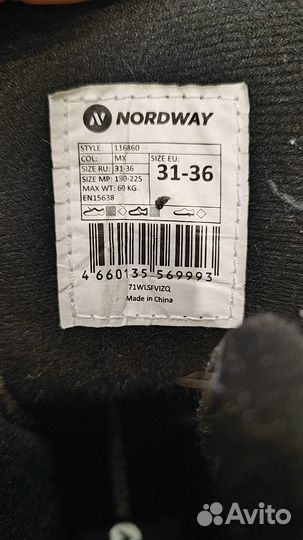 NORDWAY
STYLE: 116860
COL: MX
SIZE RU: 31-36
SIZE MP: 190-225
MAX WT: 60 KG
EN15638
SIZE EU:
31-36
4 660135 569993
71WLSFVIZQ
Made in China
Avito